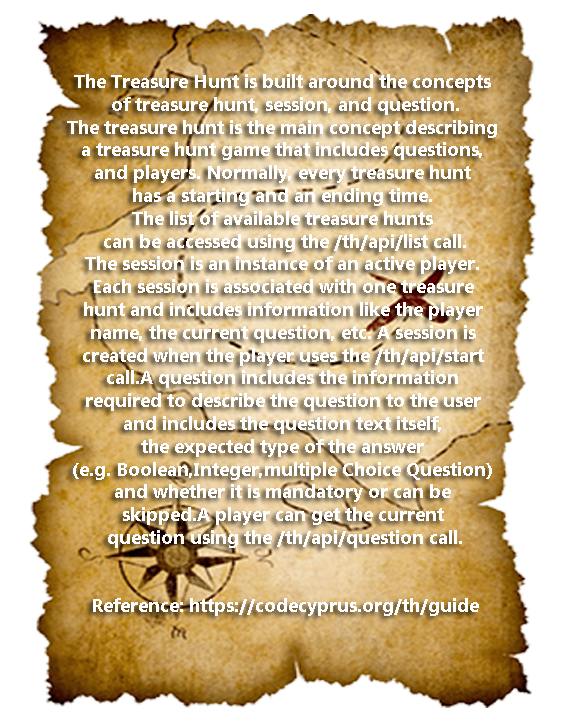 The Treasure Hunt is built around the concepts
of treasure hunt, session, and question.
The treasure hunt is the main concept describing
a treasure hunt game that includes questions,
and players. Normally, every treasure hunt
has a starting and an ending time.
The list of available treasure hunts
can be accessed using the /th/api/list call.
The session is an instance of an active player.
Each session is associated with one treasure
hunt and includes information like the player
name, the current question, etc. A session is
created when the player uses the /th/api/start
call.A question includes the information
required to describe the question to the user
and includes the question text itself,
the expected type of the answer
(e.g. Boolean,Integer,multiple Choice Question)
and whether it is mandatory or can be
skipped.A player can get the current
question using the /th/api/question call.
Reference: https://codecyprus.org/th/guide